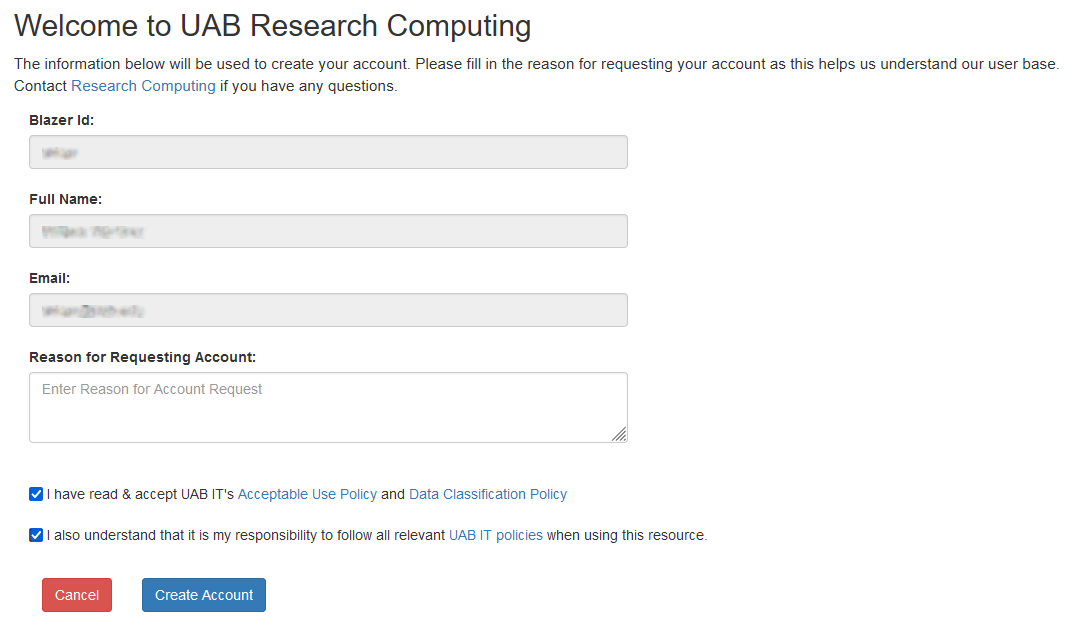 Welcome to UAB Research Computing
The information below will be used to create your account. Please fill in the reason for requesting your account as this helps us understand our user base.
Contact Research Computing if you have any questions.
Blazer Id:
Full Name:
Email:
Reason for Requesting Account:
Enter Reason for Account Request
I have read & accept UAB IT's Acceptable Use Policy and Data Classification Policy
I also understand that it is my responsibility to follow all relevant UAB IT policies when using this resource.
Cancel
Create Account